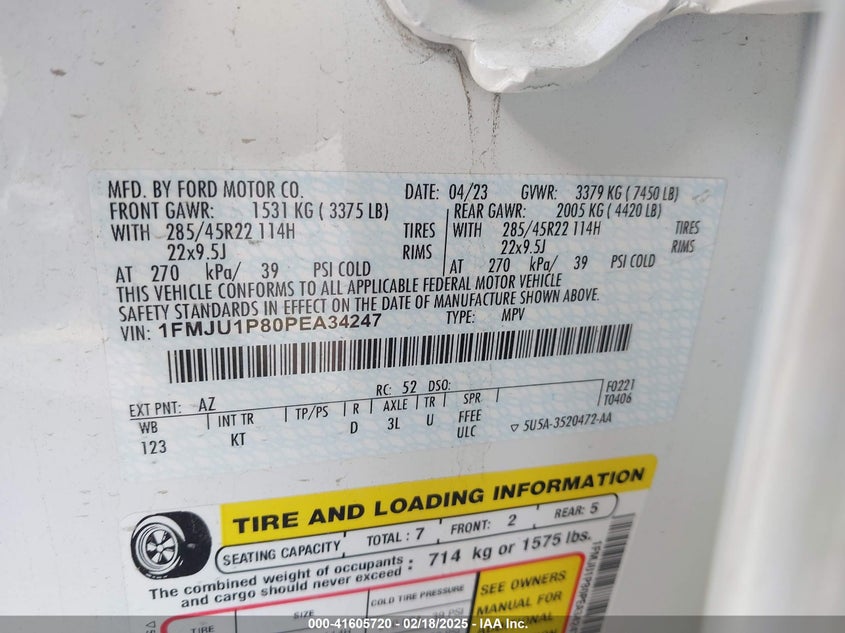 MFD. BY FORD MOTOR CO. DATE: 04/23 GVWR: 3379 KG ( 7450 LB)
FRONT GAWR: 1531 KG ( 3375 LB) REAR GAWR: 2005 KG ( 4420 LB)
WITH 285/45R22 114H TIRES WITH 285/45R22 114H TIRES
22x9.5J RIMS 22x9.5J RIMS
AT 270 kPa/ 39 PSI COLD AT 270 kPa/ 39 PSI COLD
THIS VEHICLE CONFORMS TO ALL APPLICABLE FEDERAL MOTOR VEHICLE
SAFETY STANDARDS IN EFFECT ON THE DATE OF MANUFACTURE SHOWN ABOVE.
VIN: 1FMJU1P80PEA34247 TYPE: MPV
EXT PNT: AZ RC: 52 DSO: F0221
T0406
WB INT TR TP/PS R AXLE TR SPR
123 KT D 3L U FFEE
ULC
▽ 5U5A-3520472-AA
TIRE AND LOADING INFORMATION
SEATING CAPACITY TOTAL : 7 FRONT: 2 REAR: 5
The combined weight of occupants
and cargo should never exceed : 714 kg or 1575 lbs.
TIRE SIZE COLD TIRE PRESSURE
SEE OWNERS
MANUAL FOR
ADDITIONAL
000-41605720 - 02/18/2025 - IAA Inc.